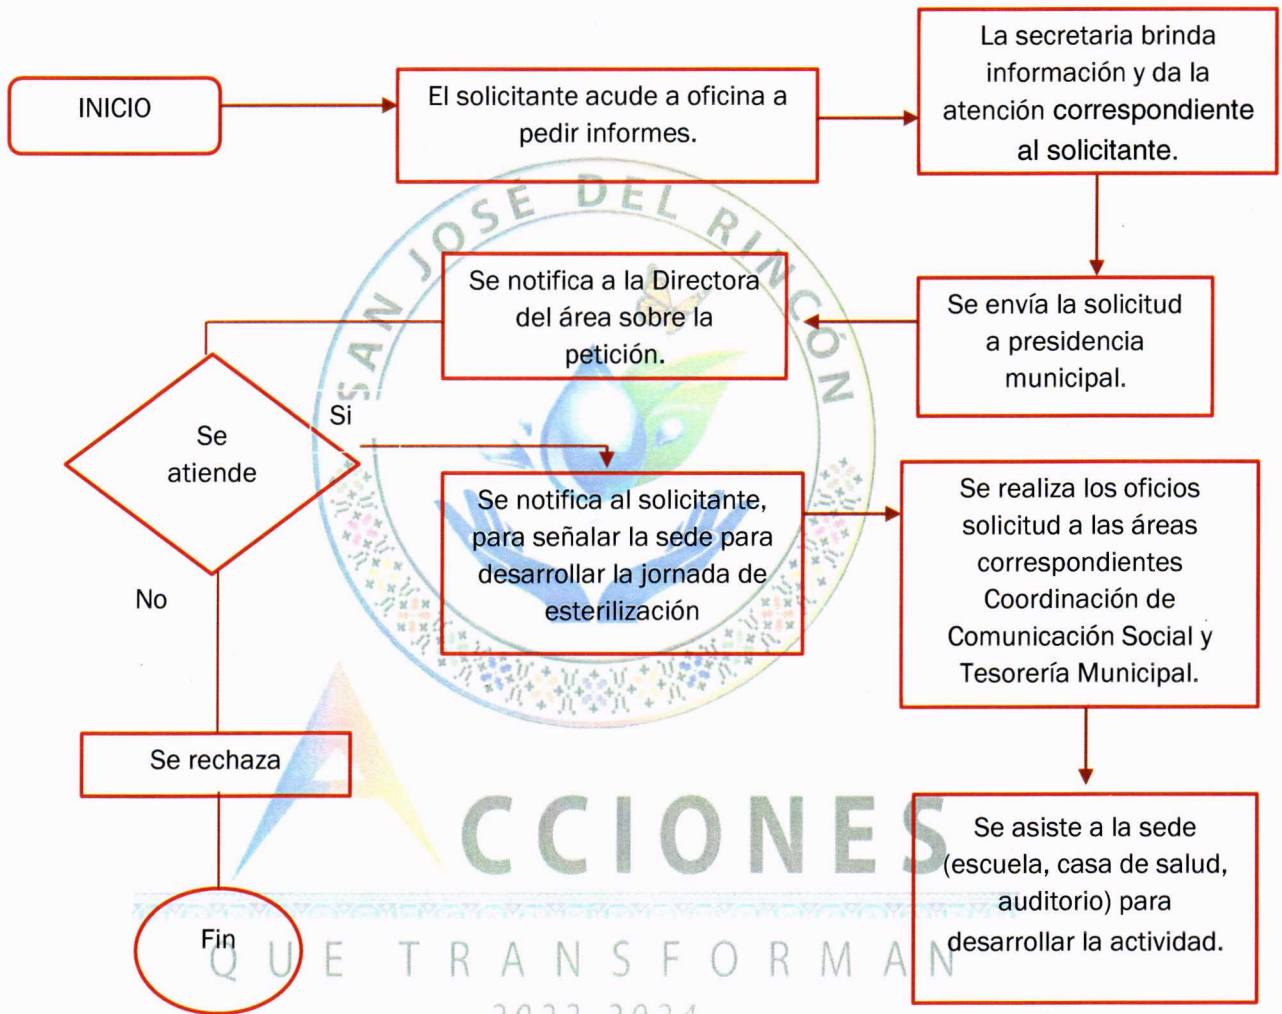 INICIO
El solicitante acude a oficina a
pedir informes.
La secretaria brinda
información y da la
atención correspondiente
al solicitante.
Se envía la solicitud
a presidencia
municipal.
Se notifica a la Directora
del área sobre la
petición.
Se
atiende
Si
No
Se notifica al solicitante,
para señalar la sede para
desarrollar la jornada de
esterilización
Se realiza los oficios
solicitud a las áreas
correspondientes
Coordinación de
Comunicación Social y
Tesorería Municipal.
Se asiste a la sede
(escuela, casa de salud,
auditorio) para
desarrollar la actividad.
Se rechaza
Fin
SAN JOSÉ DEL RINCÓN
ACCIONES
QUE TRANSFORMAN
2022-2024